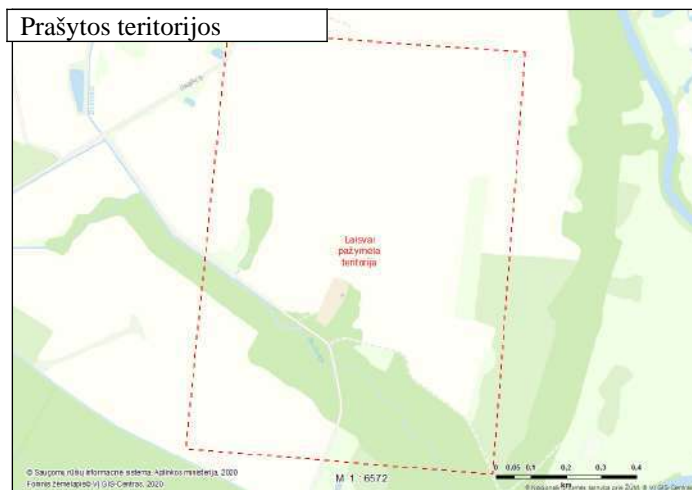 Prašytos teritorijos
Laisvai
pažymėta
teritorija
© Saugomų rūšių informacinė sistema, Aplinkos ministerija, 2020
Fominis žemėlapis© VĮ GIS-Centras, 2020
M 1 : 6572
0 0,05 0,1 0,2 0,3 0,4
km